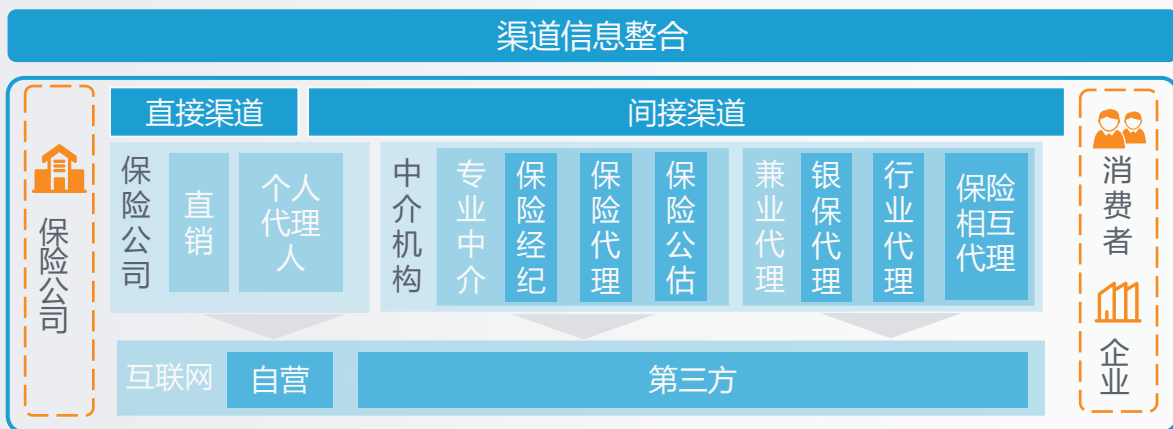 渠道信息整合
保险公司
直接渠道
间接渠道
保险公司
直销
个人
代理
人
中介机构
专业中介
保险经纪
保险代理
保险公估
兼业代理
银保代理
行业代理
保险
相互
代理
互联网
自营
第三方
消费者
企业